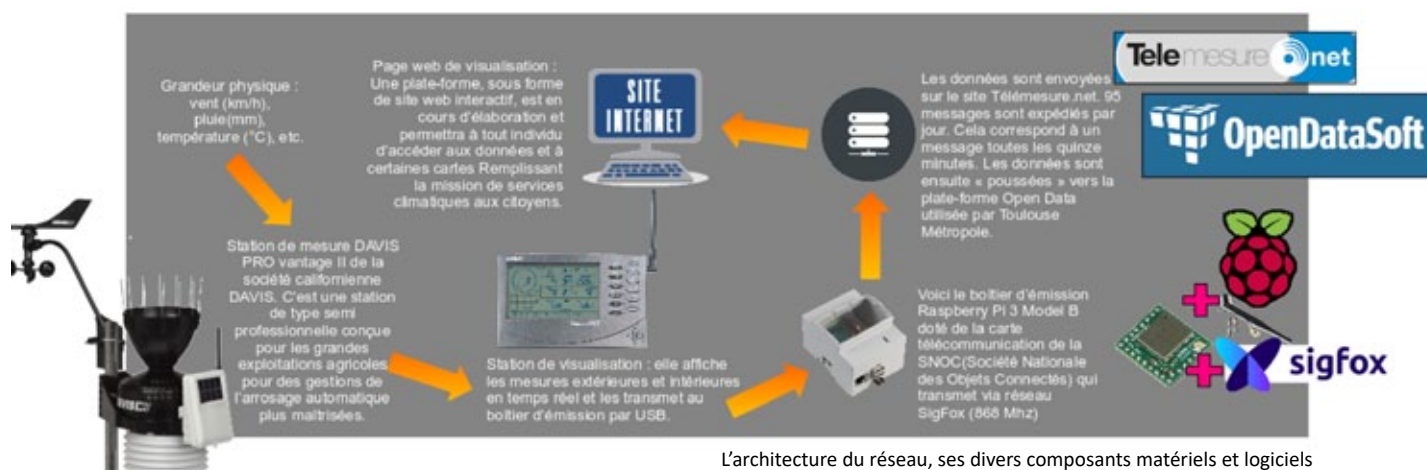 Grandeur physique :
vent (km/h),
pluie(mm),
température (°C), etc.
Station de mesure DAVIS
PRO vantage II de la
société californienne
DAVIS. C'est une station
de type semi
professionnelle conçue
pour les grandes
exploitations agricoles
pour des gestions de
l'arrosage automatique
plus maîtrisées.
Station de visualisation : elle affiche
les mesures extérieures et intérieures
en temps réel et les transmet au
boîtier d'émission par USB.
Voici le boîtier d'émission
Raspberry Pi 3 Model B
doté de la carte
télécommunication de la
SNOC(Société Nationale
des Objets Connectés) qui
transmet via réseau
SigFox (868 Mhz)
sigfox
Les données sont envoyées
sur le site Télémesure.net. 95
messages sont expédiés par
jour. Cela correspond à un
message toutes les quinze
minutes. Les données sont
ensuite « poussées » vers la
plate-forme Open Data
utilisée par Toulouse
Métropole.
Telemesure net
OpenDataSoft
SITE
INTERNET
Page web de visualisation :
Une plate-forme, sous forme
de site web interactif, est en
cours d'élaboration et
permettra à tout individu
d'accéder aux données et à
certaines cartes Remplissant
la mission de services
climatiques aux citoyens.
L'architecture du réseau, ses divers composants matériels et logiciels